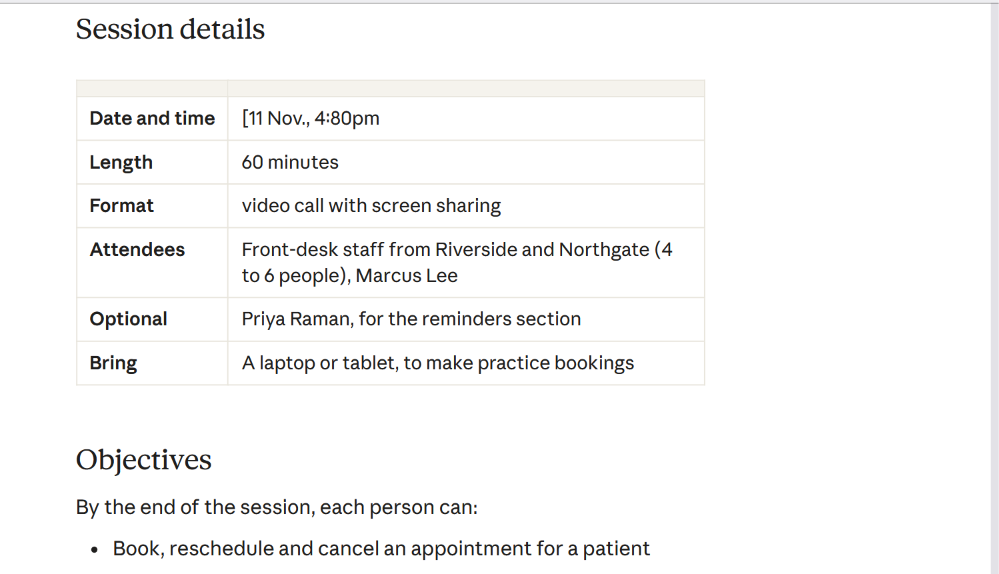 Session details
Date and time [11 Nov., 4:80pm
Length 60 minutes
Format video call with screen sharing
Attendees Front-desk staff from Riverside and Northgate (4
to 6 people), Marcus Lee
Optional Priya Raman, for the reminders section
Bring A laptop or tablet, to make practice bookings
Objectives
By the end of the session, each person can:
• Book, reschedule and cancel an appointment for a patient